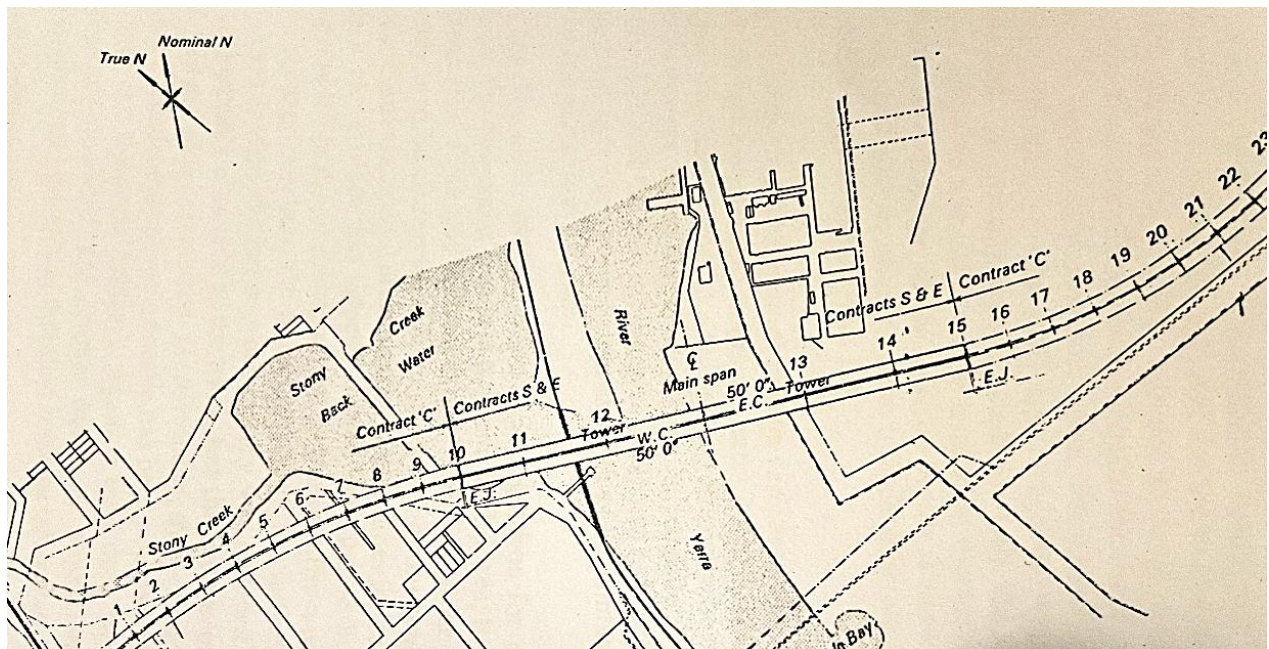 Nominal N
True N
23
22
21
20
19
18
17
16
15
14
13
12
11
10
9
8
7
6
5
4
3
2
1
Contract 'C'
Contracts S & E
Contract 'C'
Contracts S & E
Creek
Water
Stony
Back
River
℄
Main span
50' 0"
Tower
E.C.
E.J.
Tower
W.C.
50' 0"
E.J.
Stony Creek
Yarra
Bay